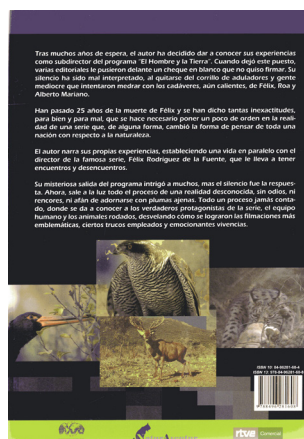 Tras muchos años de espera, el autor ha decidido dar a conocer sus experiencias
como subdirector del programa "El Hombre y la Tierra". Cuando dejó este puesto,
varias editoriales le pusieron delante un cheque en blanco que no quiso firmar. Su
silencio ha sido mal interpretado, al quitarse del corrillo de aduladores y gente
mediocre que intentaron medrar con los cadáveres, aún calientes, de Félix, Roa y
Alberto Mariano.
Han pasado 25 años de la muerte de Félix y se han dicho tantas inexactitudes,
para bien y para mal, que se hace necesario poner un poco de orden en la reali-
dad de una serie que, de alguna forma, cambió la forma de pensar de toda una
nación con respecto a la naturaleza.
El autor narra sus propias experiencias, estableciendo una vida en paralelo con el
director de la famosa serie, Félix Rodríguez de la Fuente, que le lleva a tener
encuentros y desencuentros.
Su misteriosa salida del programa intrigó a muchos, mas el silencio fue la respues-
ta. Ahora, sale a la luz todo el proceso de una realidad desconocida, sin odios, ni
rencores, ni afán de adornarse con plumas ajenas. Todo un proceso jamás conta-
do, donde se da a conocer a los verdaderos protagonistas de la serie, el equipo
humano y los animales rodados, desvelando cómo se lograron las filmaciones más
emblemáticas, ciertos trucos empleados y emocionantes vivencias.
ISBN 10: 84-96281-60-4
ISBN 13:
rtve Comercial